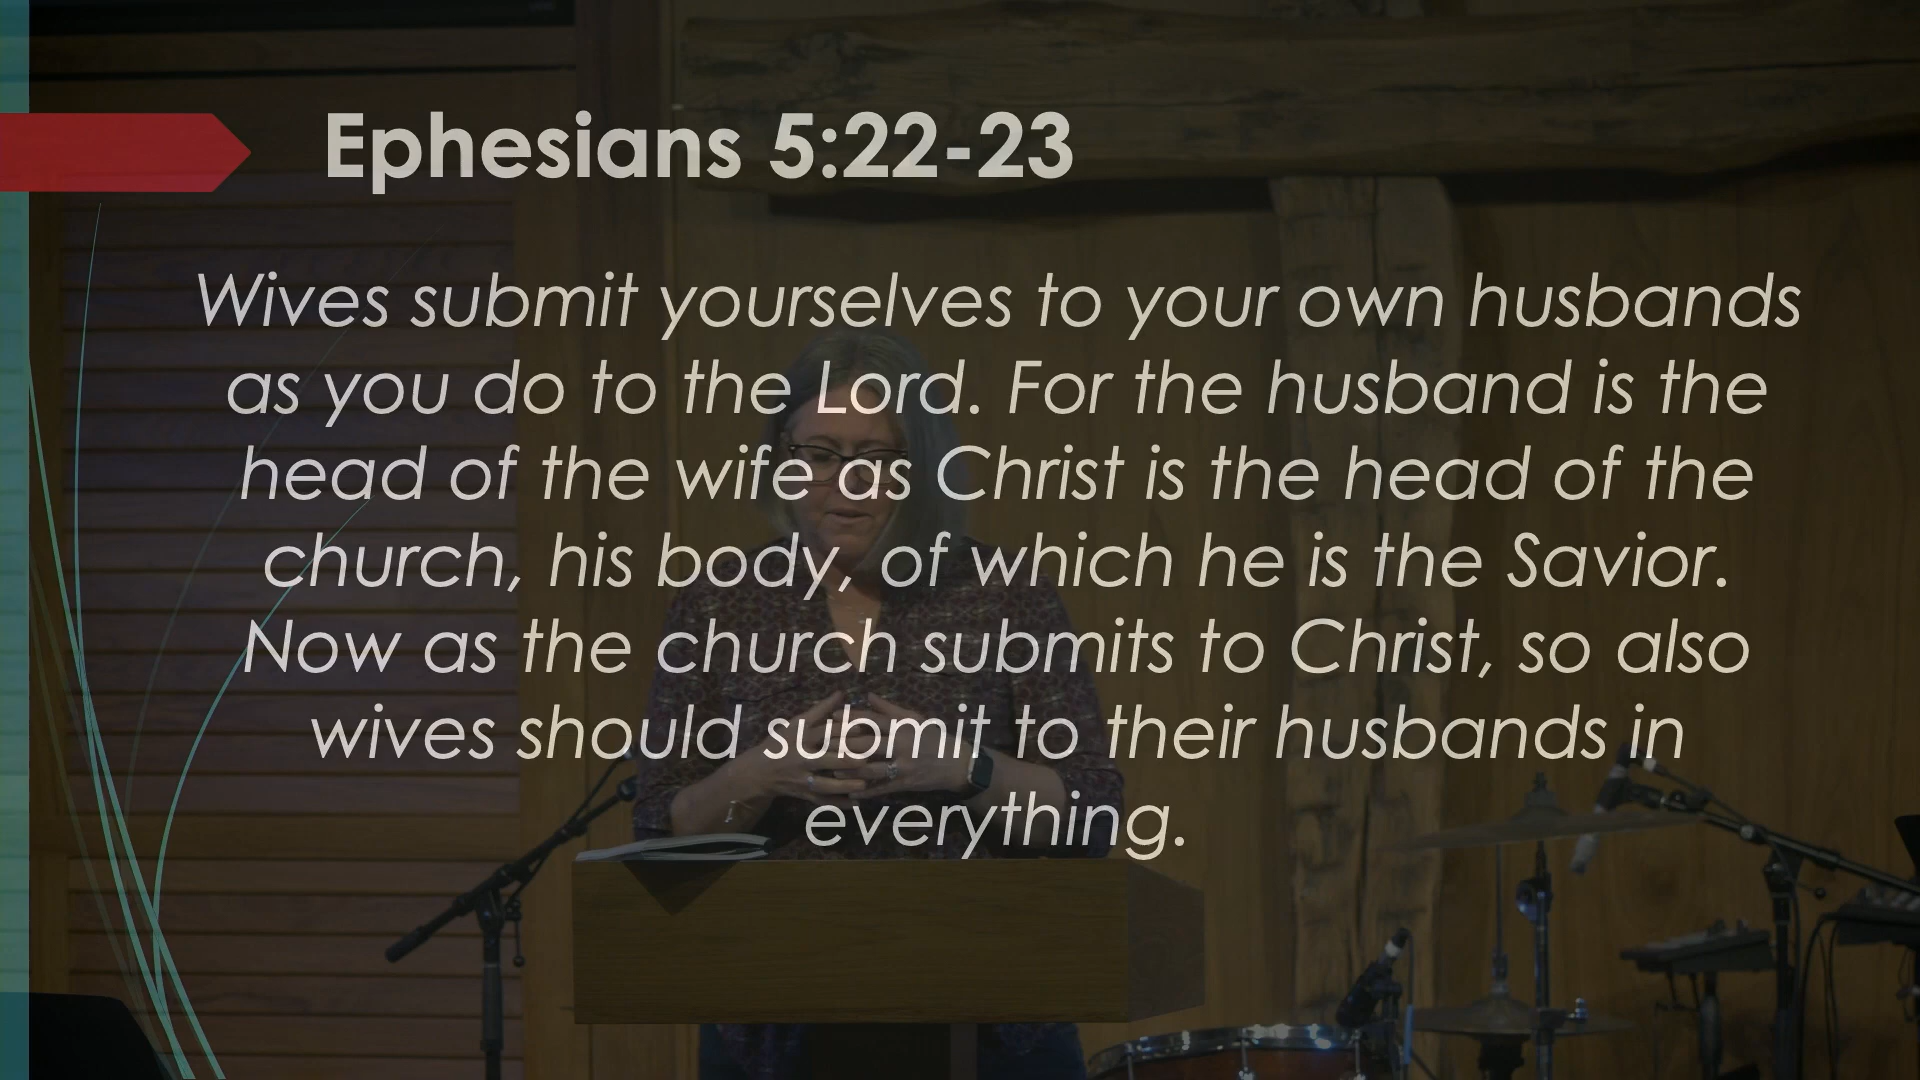 Ephesians 5:22-23
Wives submit yourselves to your own husbands
as you do to the Lord. For the husband is the
head of the wife as Christ is the head of the
church, his body, of which he is the Savior.
Now as the church submits to Christ, so also
wives should submit to their husbands in
everything.